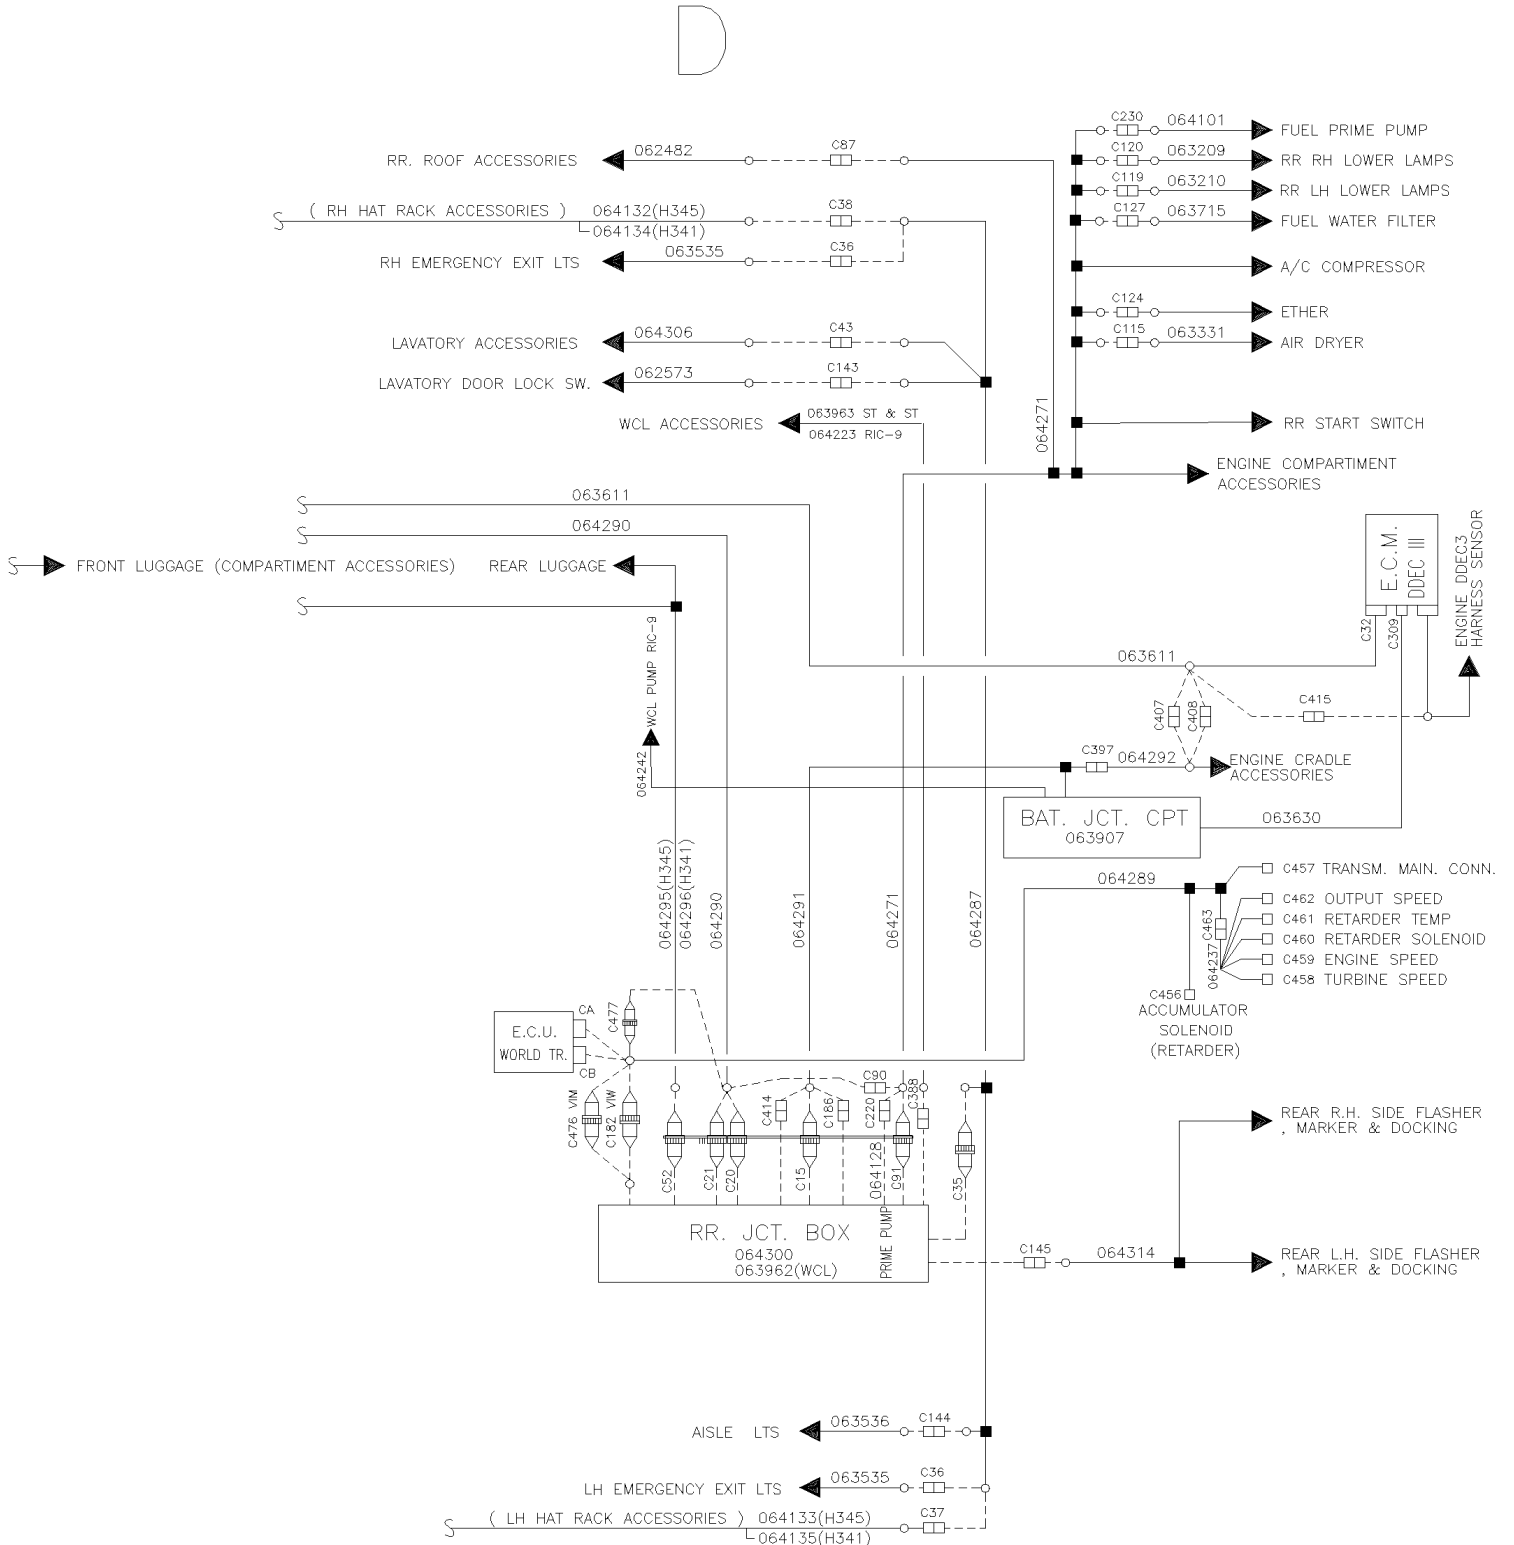 D
C230 064101 FUEL PRIME PUMP
RR. ROOF ACCESSORIES 062482 C87
C120 063209 RR RH LOWER LAMPS
C119 063210 RR LH LOWER LAMPS
( RH HAT RACK ACCESSORIES ) 064132(H345) C38
064134(H341)
C127 063715 FUEL WATER FILTER
RH EMERGENCY EXIT LTS 063535 C36
A/C COMPRESSOR
C124 ETHER
LAVATORY ACCESSORIES 064306 C43
C115 063331 AIR DRYER
LAVATORY DOOR LOCK SW. 062573 C143
WCL ACCESSORIES 063963 ST & ST
064223 RIC-9
064271
RR START SWITCH
ENGINE COMPARTMENT
ACCESSORIES
063611
064290
FRONT LUGGAGE (COMPARTIMENT ACCESSORIES) REAR LUGGAGE
E.C.M.
DDEC III
C32
C309
ENGINE DDEC3
HARNESS SENSOR
WCL PUMP RIC-9
064242
063611
C407
C408
C415
C397 064292 ENGINE CRADLE
ACCESSORIES
BAT. JCT. CPT
063907
063630
064295(H345)
064296(H341)
064290
064291
064271
064287
064289
C457 TRANSM. MAIN. CONN.
C462 OUTPUT SPEED
C461 RETARDER TEMP
C460 RETARDER SOLENOID
C459 ENGINE SPEED
C458 TURBINE SPEED
C463
064237
C456
ACCUMULATOR
SOLENOID
(RETARDER)
C477
CA
E.C.U.
WORLD TR.
CB
C476 VIM
C182 VIW
C90
C388
C414
C186
C220
C52
C21
C20
C15
064128
C91
C35
RR. JCT. BOX
064300
063962(WCL)
PRIME PUMP
REAR R.H. SIDE FLASHER
, MARKER & DOCKING
C145 064314 REAR L.H. SIDE FLASHER
, MARKER & DOCKING
AISLE LTS 063536 C144
LH EMERGENCY EXIT LTS 063535 C36
( LH HAT RACK ACCESSORIES ) 064133(H345) C37
064135(H341)